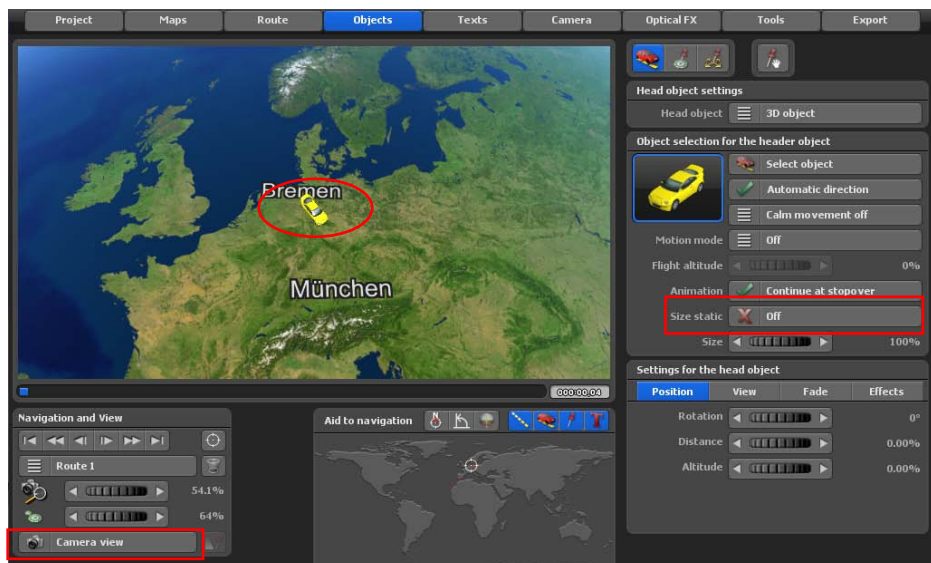 Project Maps Route Objects Texts Camera Optical FX Tools Export
Bremen
München
000:00:04
Head object settings
Head object 3D object
Object selection for the header object
Select object
Automatic direction
Calm movement off
Motion mode Off
Flight altitude 0%
Animation Continue at stopover
Size static Off
Size 100%
Settings for the head object
Position View Fade Effects
Rotation 0°
Distance 0.00%
Altitude 0.00%
Navigation and View
Route 1
54.1%
64%
Camera view
Aid to navigation